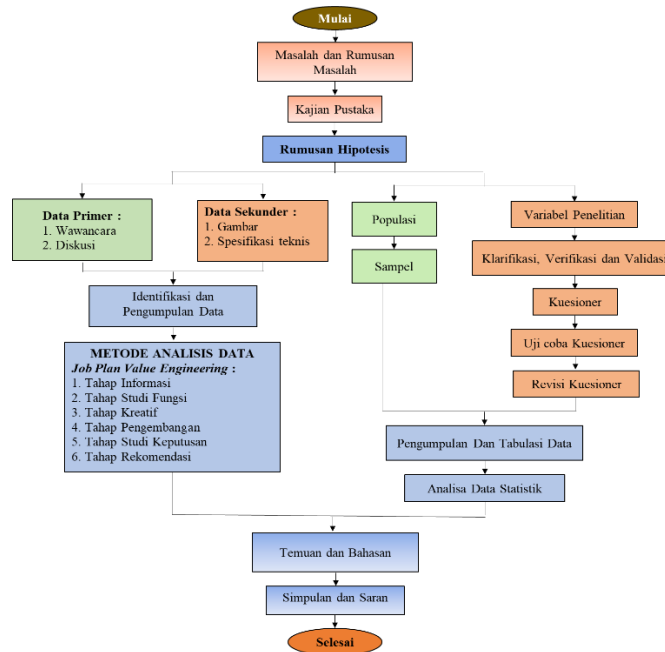 Mulai
Masalah dan Rumusan
Masalah
Kajian Pustaka
Rumusan Hipotesis
Data Primer :
1. Wawancara
2. Diskusi
Data Sekunder :
1. Gambar
2. Spesifikasi teknis
Identifikasi dan
Pengumpulan Data
METODE ANALISIS DATA
Job Plan Value Engineering :
1. Tahap Informasi
2. Tahap Studi Fungsi
3. Tahap Kreatif
4. Tahap Pengembangan
5. Tahap Studi Keputusan
6. Tahap Rekomendasi
Populasi
Sampel
Variabel Penelitian
Klarifikasi, Verifikasi dan Validasi
Kuesioner
Uji coba Kuesioner
Revisi Kuesioner
Pengumpulan Dan Tabulasi Data
Analisa Data Statistik
Temuan dan Bahasan
Simpulan dan Saran
Selesai